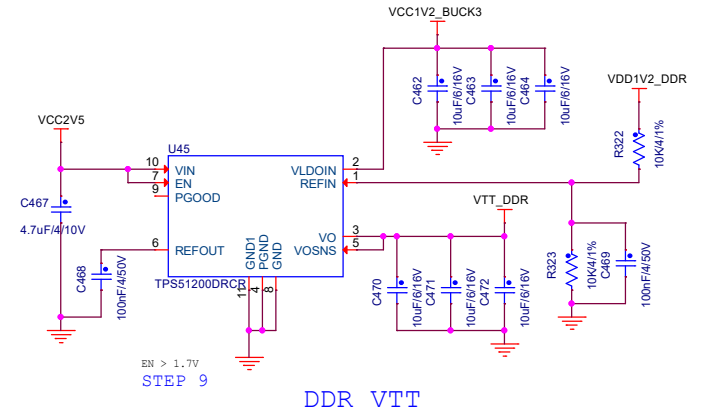 VCC1V2_BUCK3
C462
10uF/6/16V
C463
10uF/6/16V
C464
10uF/6/16V
VDD1V2_DDR
R322
10K/4/1%
VCC2V5
U45
10
VIN
7
EN
9
PGOOD
VLDOIN
2
REFIN
1
C467
4.7uF/4/10V
VTT_DDR
VO
3
VOSNS
5
6
REFOUT
GND1
PGND
GND
TPS51200DRCR
11
4
8
C468
100nF/4/50V
C470
10uF/6/16V
C471
10uF/6/16V
C472
10uF/6/16V
R323
10K/4/1%
C469
100nF/4/50V
EN > 1.7V
STEP 9
DDR VTT